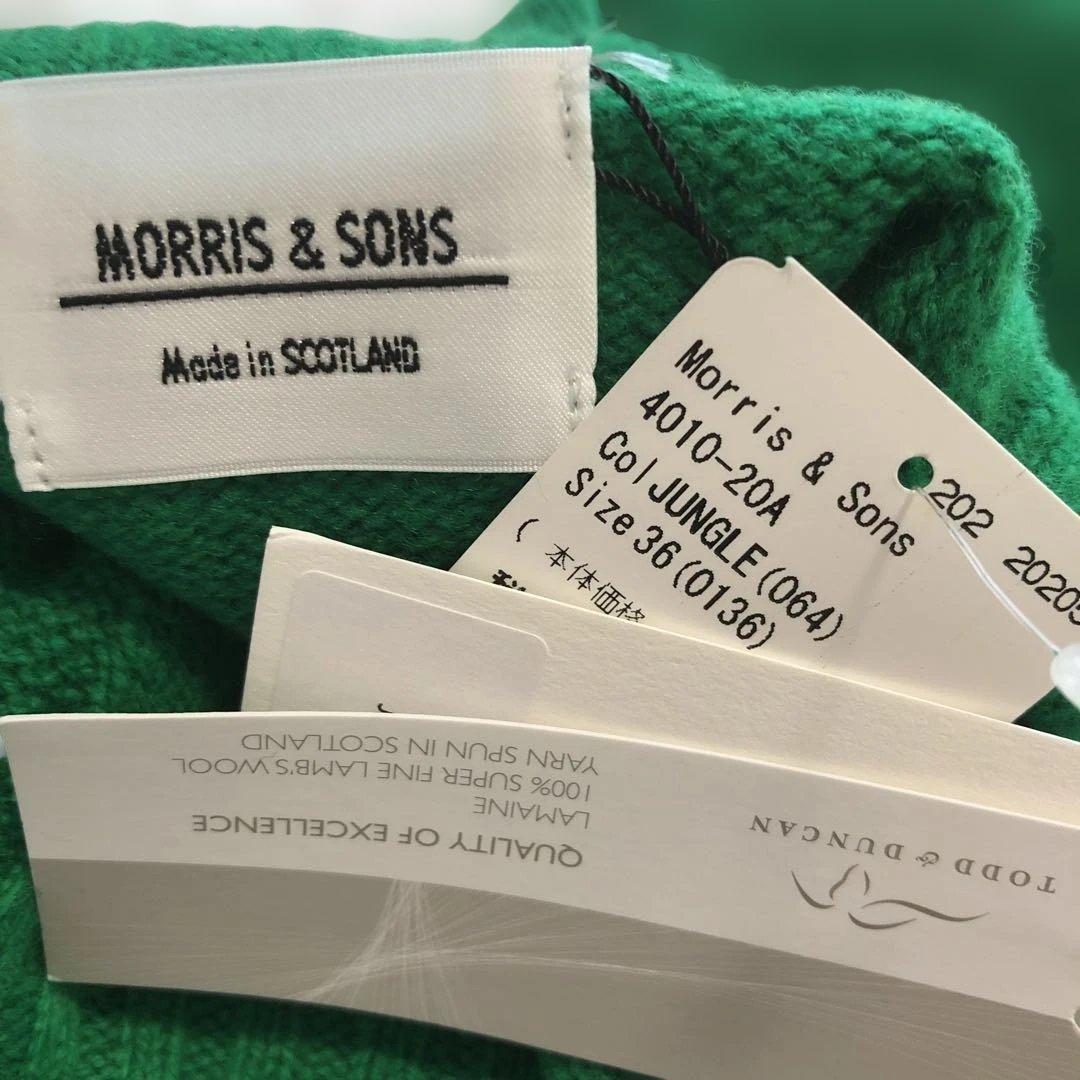 MORRIS & SONS
Made in SCOTLAND
Morris & Sons
4010-20A
Col JUNGLE(064)
Size 36(0136)
( 本体価格
202 20205
TODD & DUNCAN
QUALITY OF EXCELLENCE
LAMAINE
100% SUPER FINE LAMB'S WOOL
YARN SPUN IN SCOTLAND